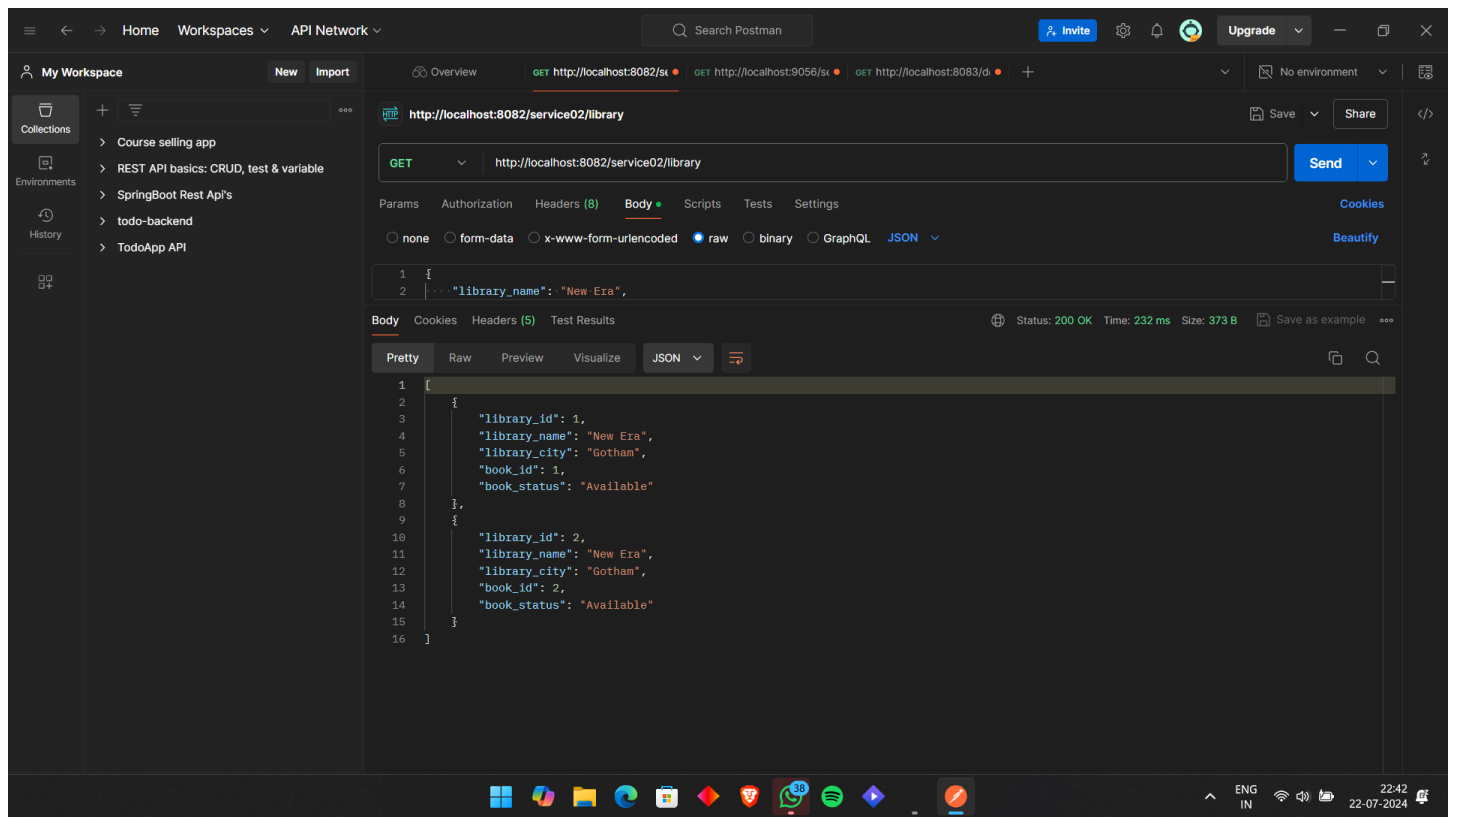 Home Workspaces API Network Search Postman Invite Upgrade
My Workspace New Import Overview GET http://localhost:8082/se GET http://localhost:9056/se GET http://localhost:8083/d No environment
Collections
Environments
History
Course selling app
REST API basics: CRUD, test & variable
SpringBoot Rest Api's
todo-backend
TodoApp API
HTTP http://localhost:8082/service02/library Save Share
GET http://localhost:8082/service02/library Send
Params Authorization Headers (8) Body Scripts Tests Settings Cookies
none form-data x-www-form-urlencoded raw binary GraphQL JSON Beautify
1 {
2 "library_name": "New Era",
Body Cookies Headers (5) Test Results Status: 200 OK Time: 232 ms Size: 373 B Save as example
Pretty Raw Preview Visualize JSON
1 [
2 {
3 "library_id": 1,
4 "library_name": "New Era",
5 "library_city": "Gotham",
6 "book_id": 1,
7 "book_status": "Available"
8 },
9 {
10 "library_id": 2,
11 "library_name": "New Era",
12 "library_city": "Gotham",
13 "book_id": 2,
14 "book_status": "Available"
15 }
16 ]
38
ENG
IN
22:42
22-07-2024